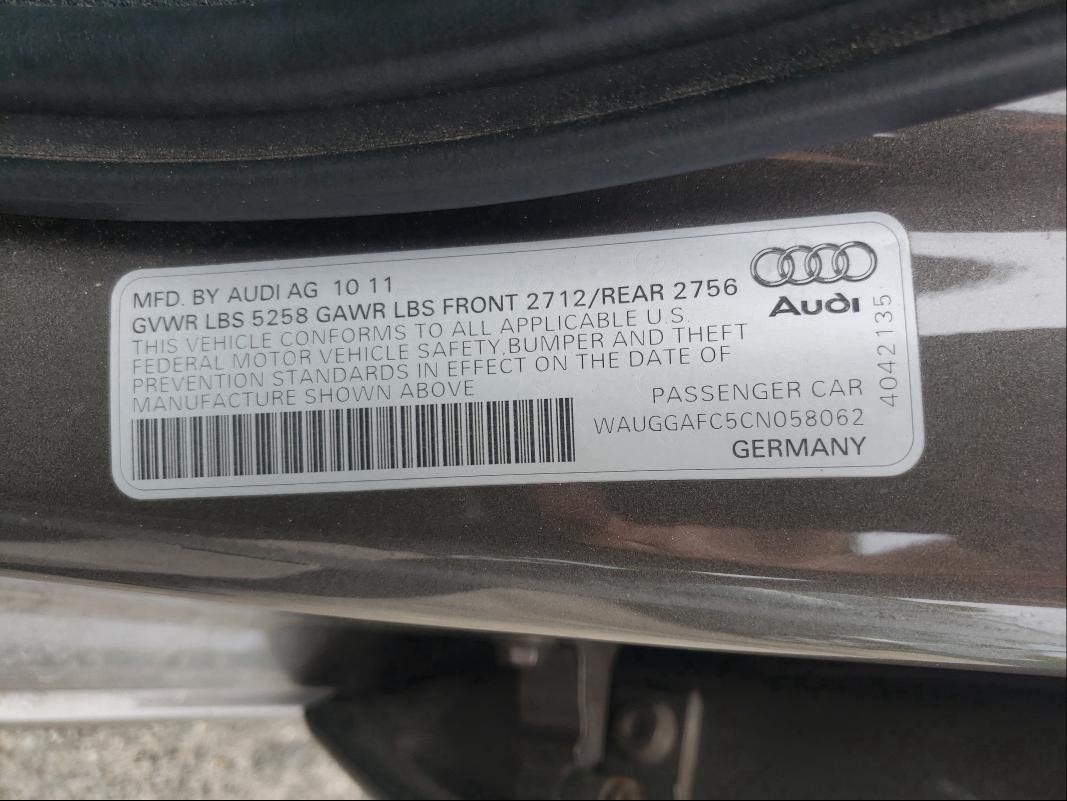 MFD. BY AUDI AG 10 11
GVWR LBS 5258 GAWR LBS FRONT 2712/REAR 2756
THIS VEHICLE CONFORMS TO ALL APPLICABLE U.S.
FEDERAL MOTOR VEHICLE SAFETY,BUMPER AND THEFT
PREVENTION STANDARDS IN EFFECT ON THE DATE OF
MANUFACTURE SHOWN ABOVE
PASSENGER CAR
WAUGGAFC5CN058062
GERMANY
Audi
4042135